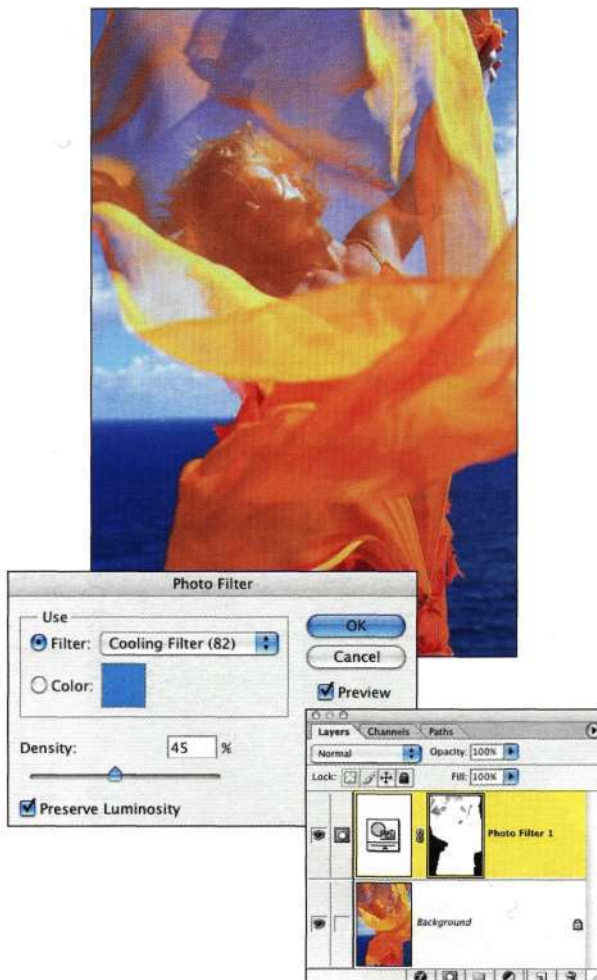 Photo Filter
Use
Filter: Cooling Filter (82)
Color:
OK
Cancel
Preview
Density: 45 %
Preserve Luminosity
Layers Channels Paths
Normal Opacity: 100%
Lock: Fill: 100%
Photo Filter 1
Background